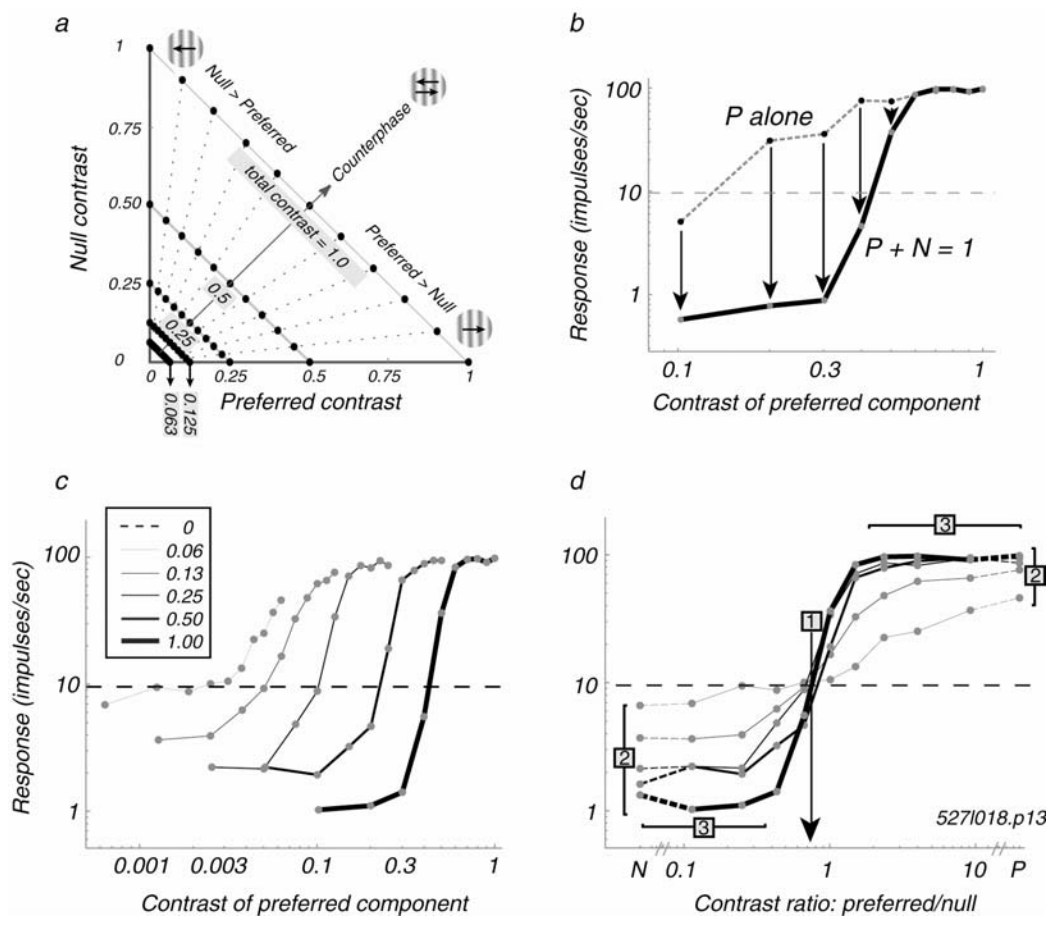 a
1
0.75
0.50
0.25
0
Null contrast
Null > Preferred
Counterphase
total contrast = 1.0
Preferred > Null
0.5
0.25
0
0.25
0.5
0.75
1
0.063
0.125
Preferred contrast
b
100
10
1
Response (impulses/sec)
P alone
P + N = 1
0.1
0.3
1
Contrast of preferred component
c
0
0.06
0.13
0.25
0.50
1.00
100
10
1
Response (impulses/sec)
0.001
0.003
0.1
0.3
1
Contrast of preferred component
d
3
2
1
2
3
100
10
1
5271018.p13
N
0.1
1
10
P
Contrast ratio: preferred/null